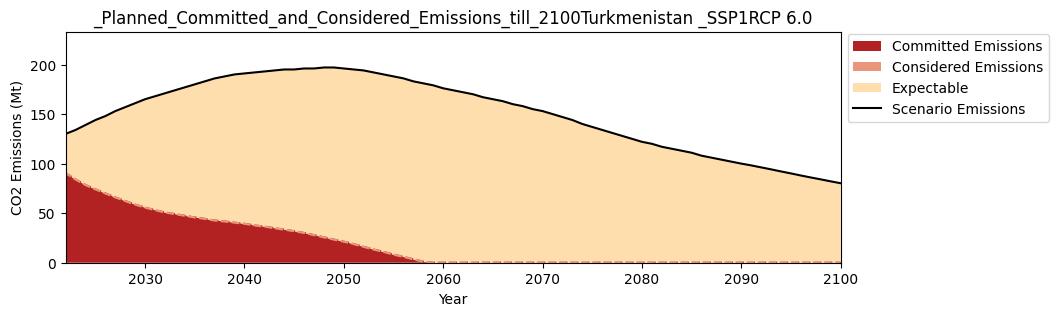 _Planned_Committed_and_Considered_Emissions_till_2100Turkmenistan _SSP1RCP 6.0
Committed Emissions
Considered Emissions
Expectable
Scenario Emissions
CO2 Emissions (Mt)
200
150
100
50
0
2030 2040 2050 2060 2070 2080 2090 2100
Year